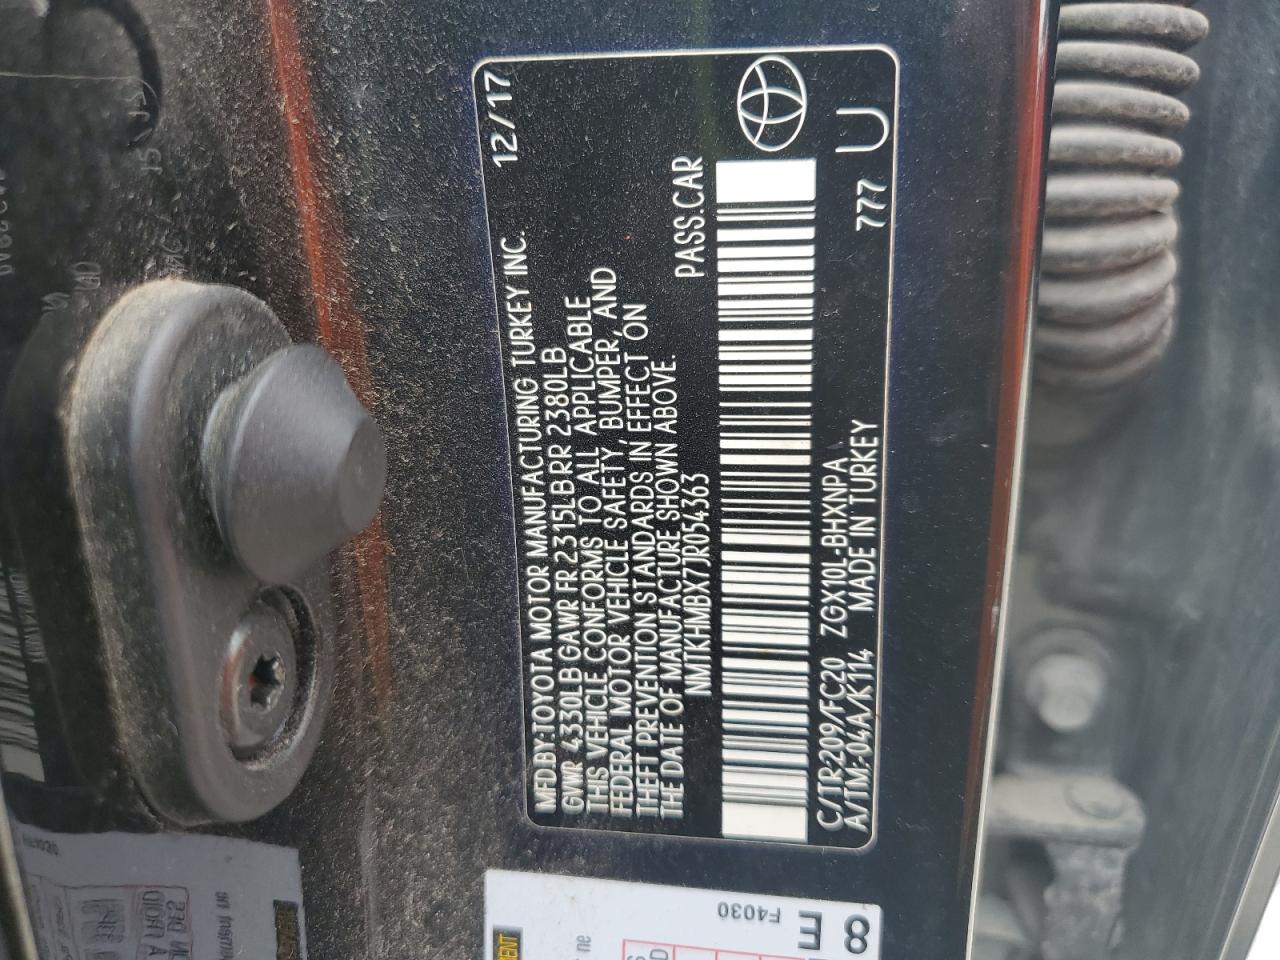 MFD BY:TOYOTA MOTOR MANUFACTURING TURKEY INC. 12/17
GVWR 4330LB GAWR FR 2315LB RR 2380LB
THIS VEHICLE CONFORMS TO ALL APPLICABLE
FEDERAL MOTOR VEHICLE SAFETY, BUMPER, AND
THEFT PREVENTION STANDARDS IN EFFECT ON
THE DATE OF MANUFACTURE SHOWN ABOVE.
NMTKHMBX7JR054363 PASS.CAR
C/TR:209/FC20 ZGX10L-BHXNPA 777 U
A/TM:-04A/K114 MADE IN TURKEY
F4030
8
E